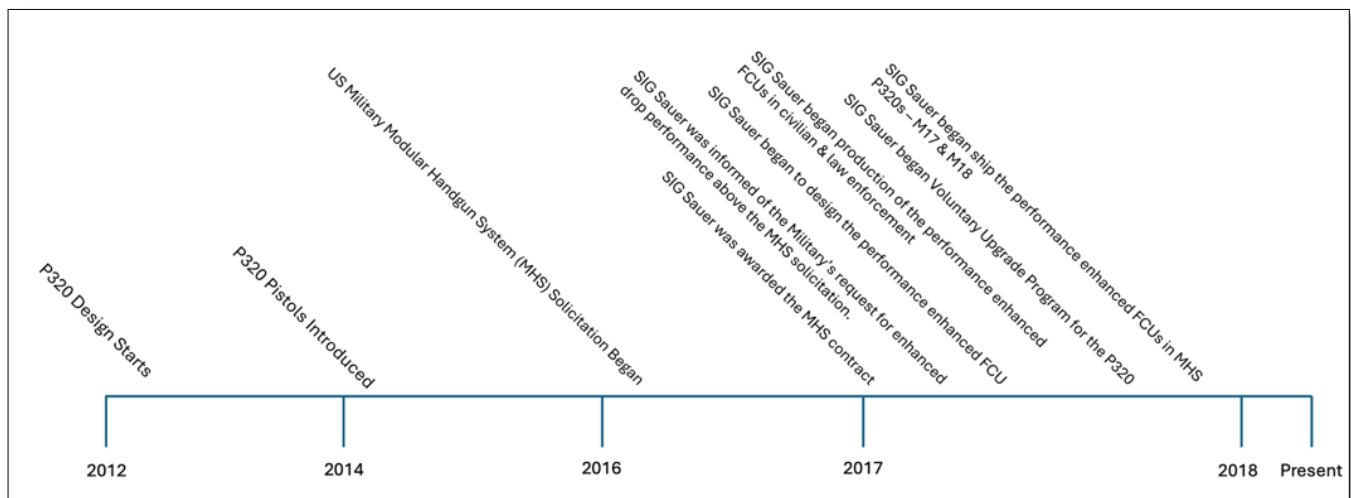 P320 Design Starts
P320 Pistols Introduced
US Military Modular Handgun System (MHS) Solicitation Began
SIG Sauer was awarded the MHS contract
SIG Sauer was informed of the Military's request for enhanced
drop performance above the MHS solicitation.
SIG Sauer began to design the performance enhanced FCU
SIG Sauer began production of the performance enhanced
FCUs in civilian & law enforcement
SIG Sauer began Voluntary Upgrade Program for the P320
SIG Sauer began ship the performance enhanced FCUs in MHS
P320s – M17 & M18
2012
2014
2016
2017
2018
Present